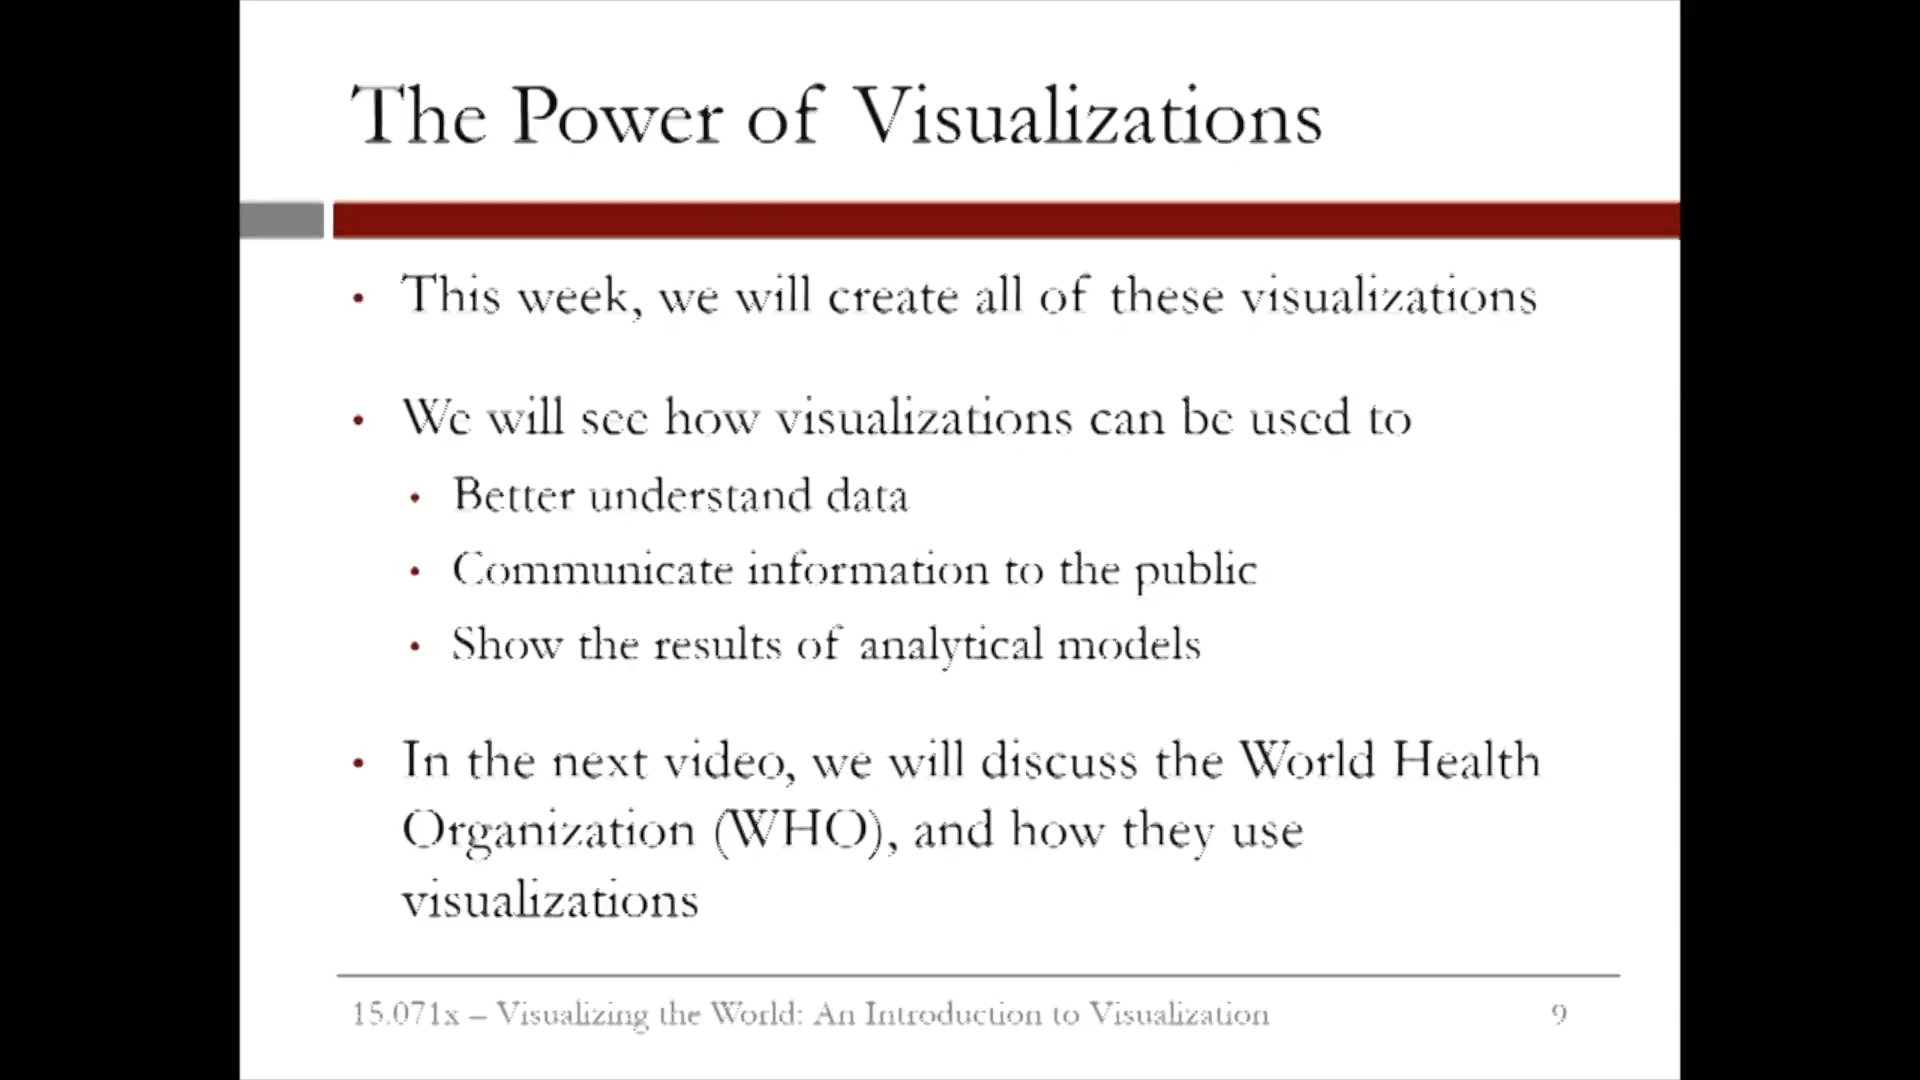 The Power of Visualizations
• This week, we will create all of these visualizations
• We will see how visualizations can be used to
• Better understand data
• Communicate information to the public
• Show the results of analytical models
• In the next video, we will discuss the World Health
Organization (WHO), and how they use
visualizations
15.071x – Visualizing the World: An Introduction to Visualization 9